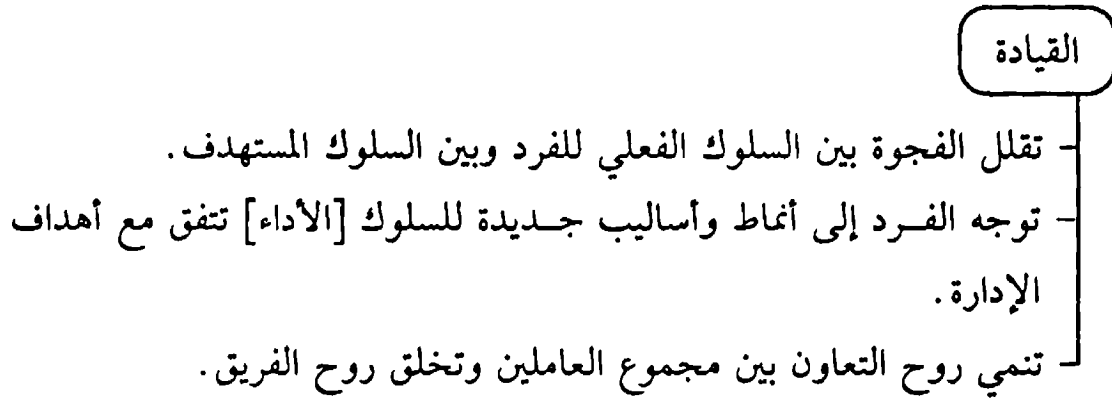 القيادة
- تقلل الفجوة بين السلوك الفعلي للفرد وبين السلوك المستهدف.
- توجه الفرد إلى أنماط وأساليب جديدة للسلوك [الأداء] تتفق مع أهداف
الإدارة.
- تنمي روح التعاون بين مجموع العاملين وتخلق روح الفريق.